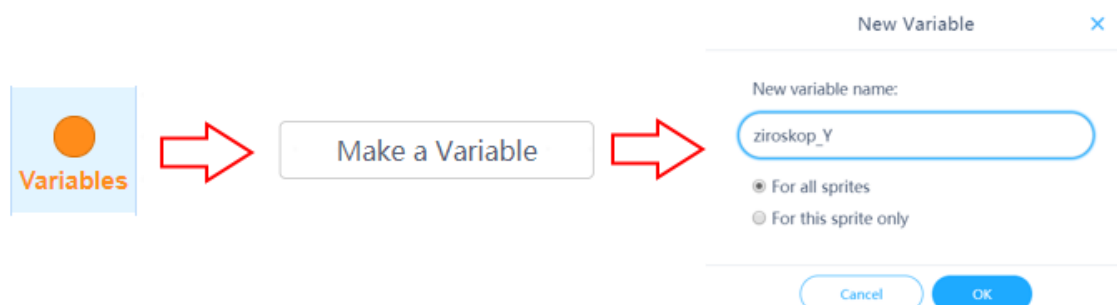 Variables
Make a Variable
New Variable
New variable name:
ziroskop_Y
For all sprites
For this sprite only
Cancel
OK